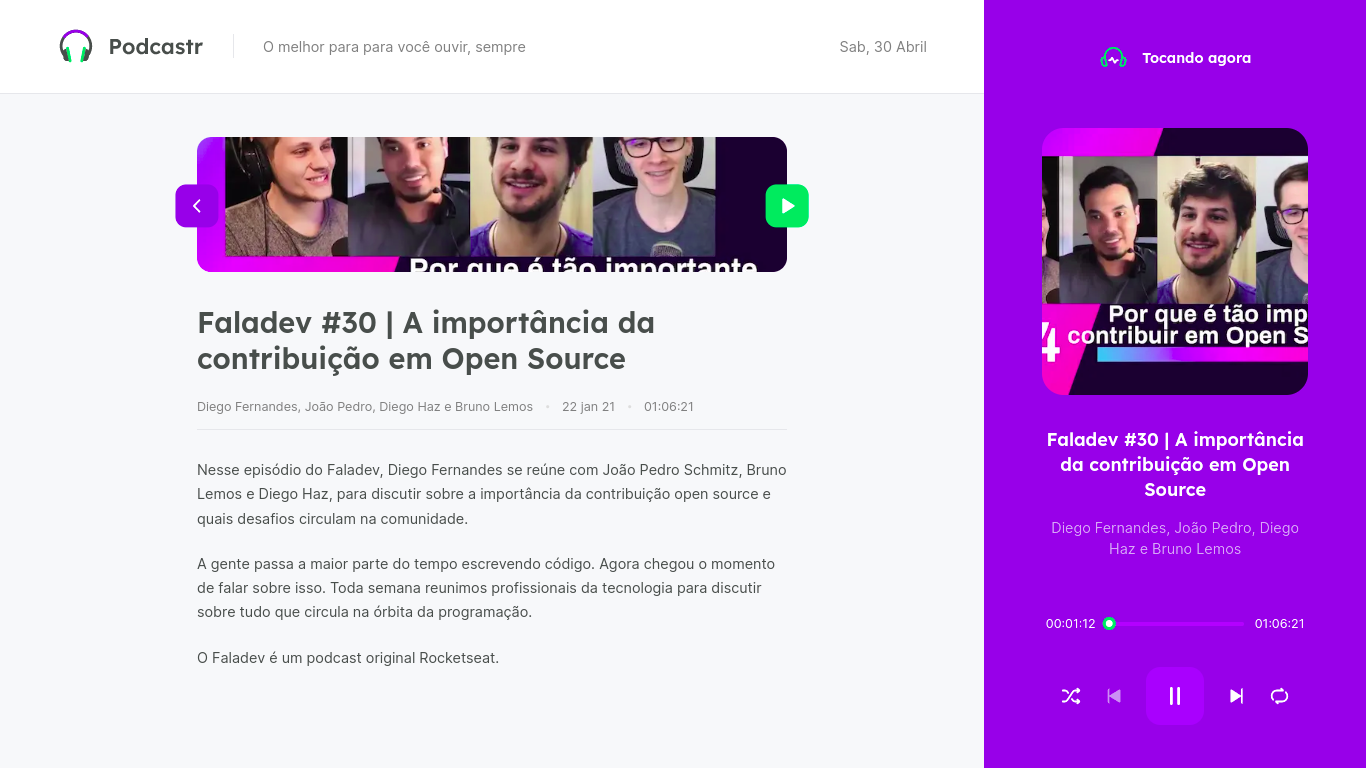 Podcastr
O melhor para para você ouvir, sempre
Sab, 30 Abril
Por que é tão importante
Faladev #30 | A importância da
contribuição em Open Source
Diego Fernandes, João Pedro, Diego Haz e Bruno Lemos • 22 jan 21 • 01:06:21
Nesse episódio do Faladev, Diego Fernandes se reúne com João Pedro Schmitz, Bruno
Lemos e Diego Haz, para discutir sobre a importância da contribuição open source e
quais desafios circulam na comunidade.
A gente passa a maior parte do tempo escrevendo código. Agora chegou o momento
de falar sobre isso. Toda semana reunimos profissionais da tecnologia para discutir
sobre tudo que circula na órbita da programação.
O Faladev é um podcast original Rocketseat.
Tocando agora
Por que é tão imp
4 contribuir em Open S
Faladev #30 | A importância
da contribuição em Open
Source
Diego Fernandes, João Pedro, Diego
Haz e Bruno Lemos
00:01:12
01:06:21